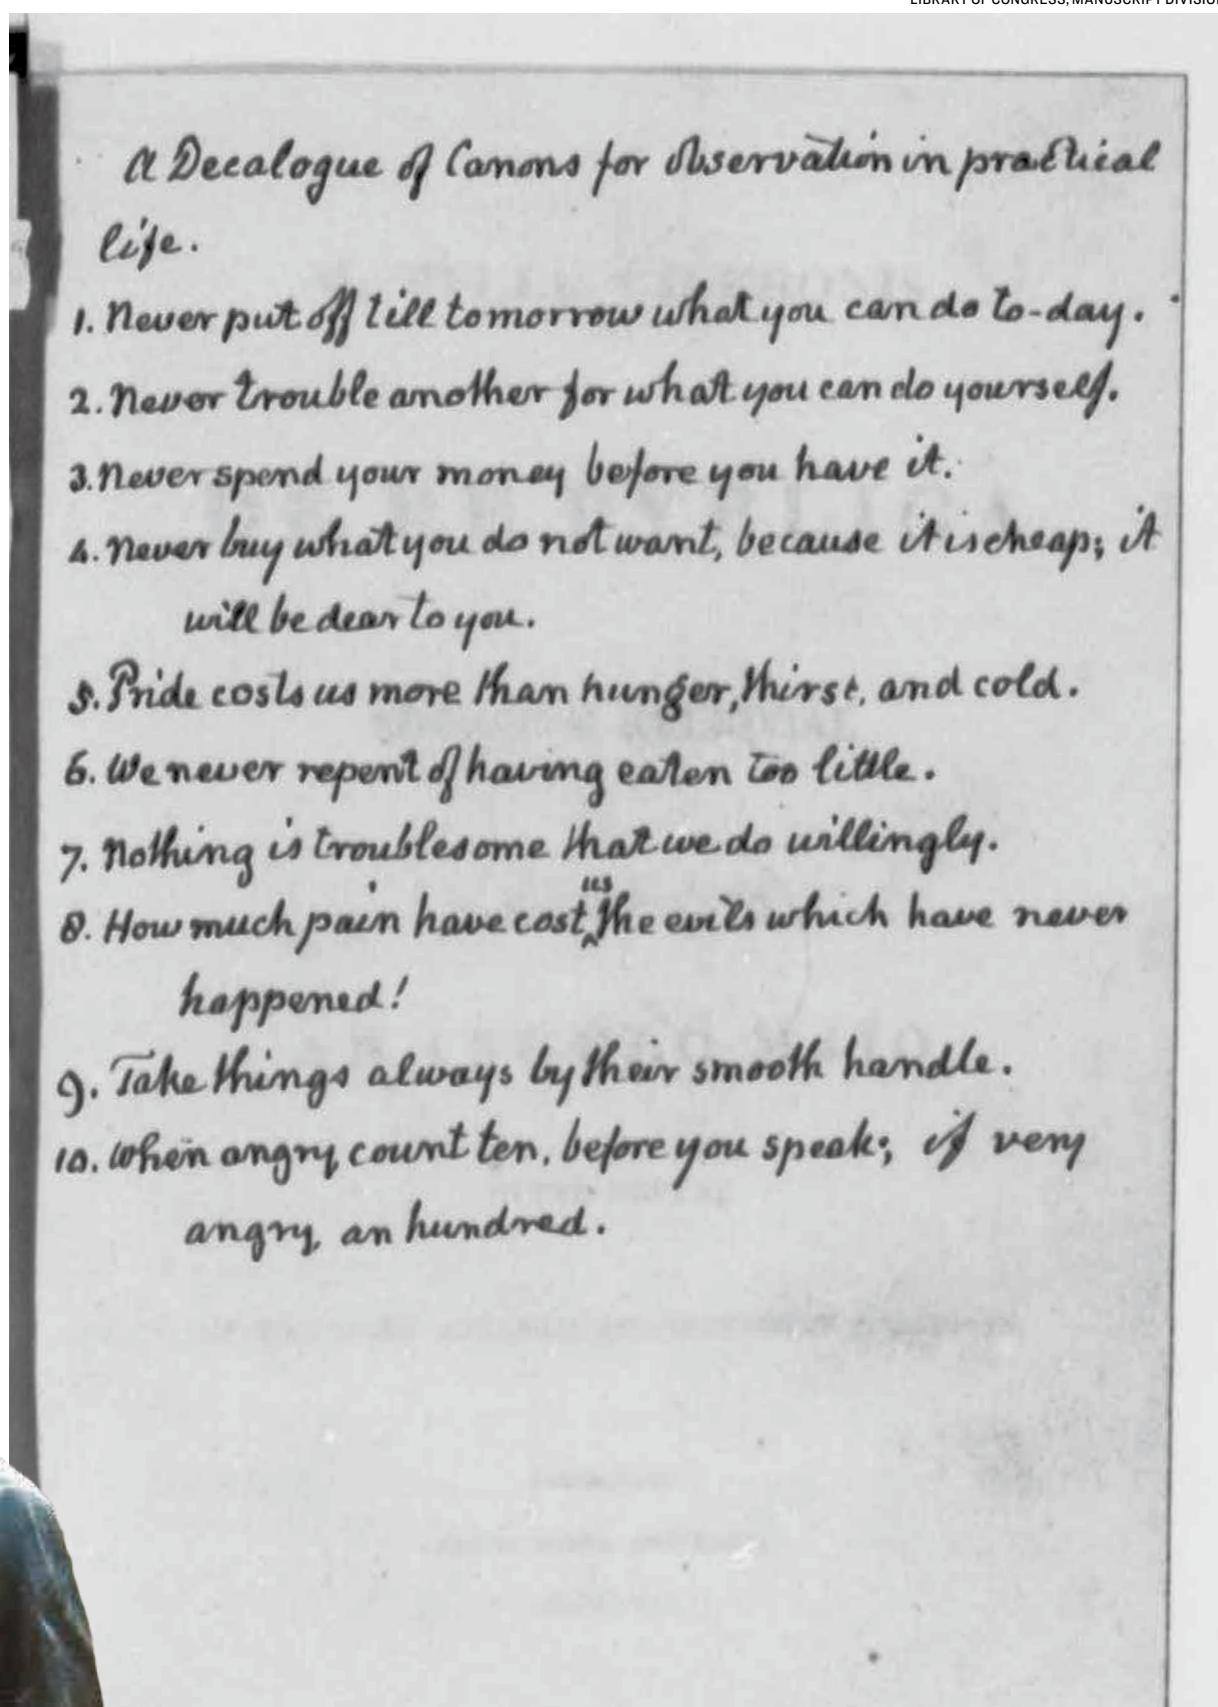 LIBRARY OF CONGRESS, MANUSCRIPT DIVISION
A Decalogue of Canons for observation in practical
life.
1. Never put off till tomorrow what you can do to-day.
2. Never trouble another for what you can do yourself.
3. Never spend your money before you have it.
4. Never buy what you do not want, because it is cheap; it
will be dear to you.
5. Pride costs us more than hunger, thirst, and cold.
6. We never repent of having eaten too little.
7. Nothing is troublesome that we do willingly.
8. How much pain have cost us the evils which have never
happened!
9. Take things always by their smooth handle.
10. When angry, count ten, before you speak; if very
angry, an hundred.